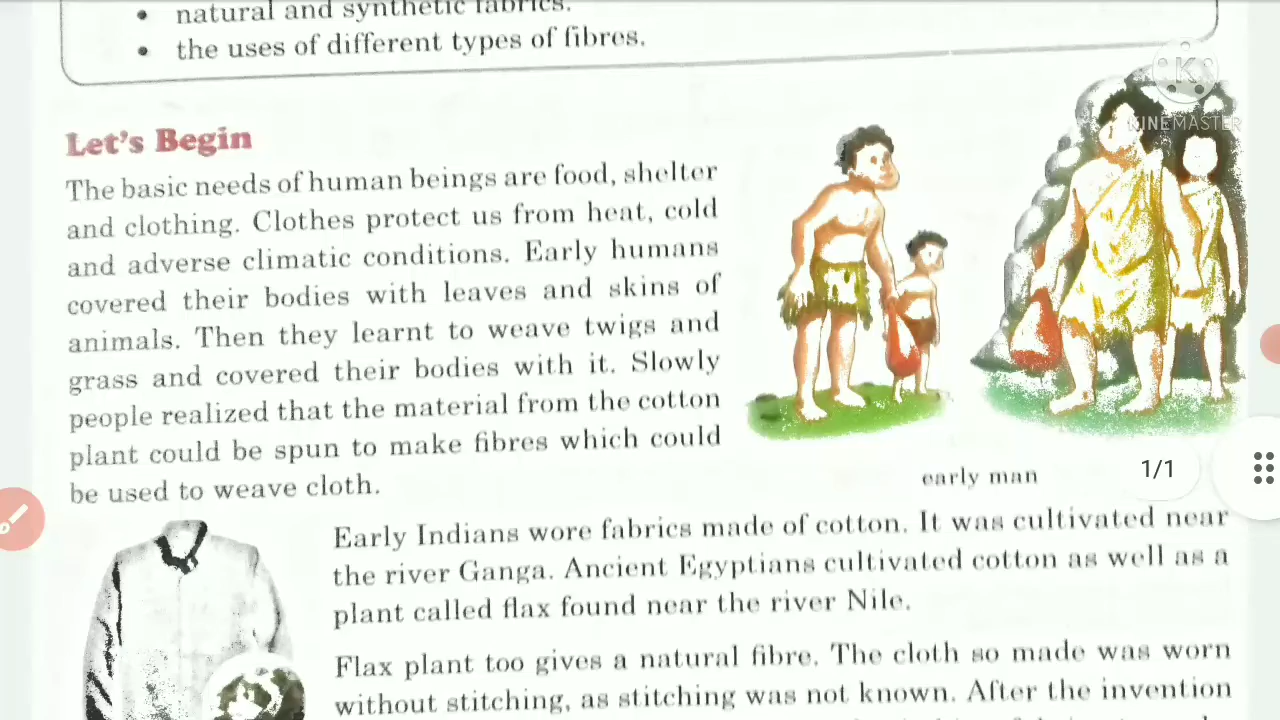 • natural and synthetic fabrics.
• the uses of different types of fibres.
KINEMASTER
Let's Begin
The basic needs of human beings are food, shelter
and clothing. Clothes protect us from heat, cold
and adverse climatic conditions. Early humans
covered their bodies with leaves and skins of
animals. Then they learnt to weave twigs and
grass and covered their bodies with it. Slowly
people realized that the material from the cotton
plant could be spun to make fibres which could
be used to weave cloth.
early man
1/1
Early Indians wore fabrics made of cotton. It was cultivated near
the river Ganga. Ancient Egyptians cultivated cotton as well as a
plant called flax found near the river Nile.
Flax plant too gives a natural fibre. The cloth so made was worn
without stitching, as stitching was not known. After the invention